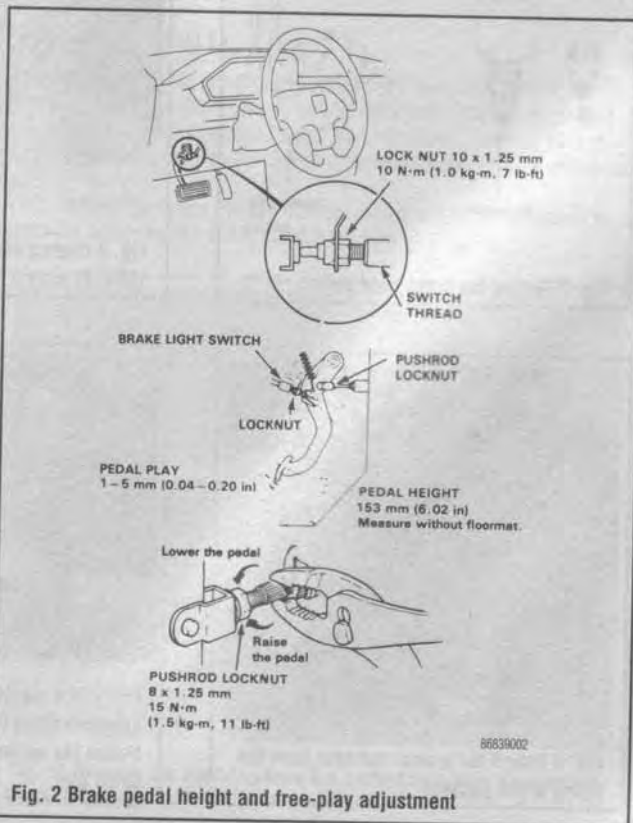 LOCK NUT 10 x 1.25 mm
10 N·m (1.0 kg-m, 7 lb-ft)
SWITCH
THREAD
BRAKE LIGHT SWITCH
PUSHROD
LOCKNUT
LOCKNUT
PEDAL PLAY
1–5 mm (0.04–0.20 in)
PEDAL HEIGHT
153 mm (6.02 in)
Measure without floormat.
Lower the pedal
Raise
the pedal
PUSHROD LOCKNUT
8 x 1.25 mm
15 N·m
(1.5 kg-m, 11 lb-ft)
86839002
Fig. 2 Brake pedal height and free-play adjustment